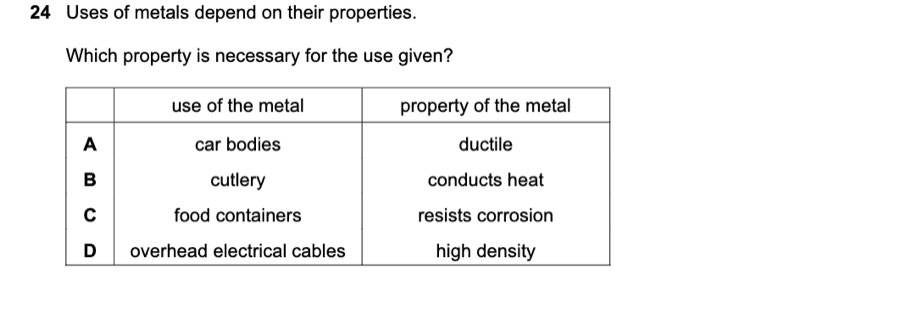 24 Uses of metals depend on their properties.
Which property is necessary for the use given?
use of the metal property of the metal
A car bodies ductile
B cutlery conducts heat
C food containers resists corrosion
D overhead electrical cables high density